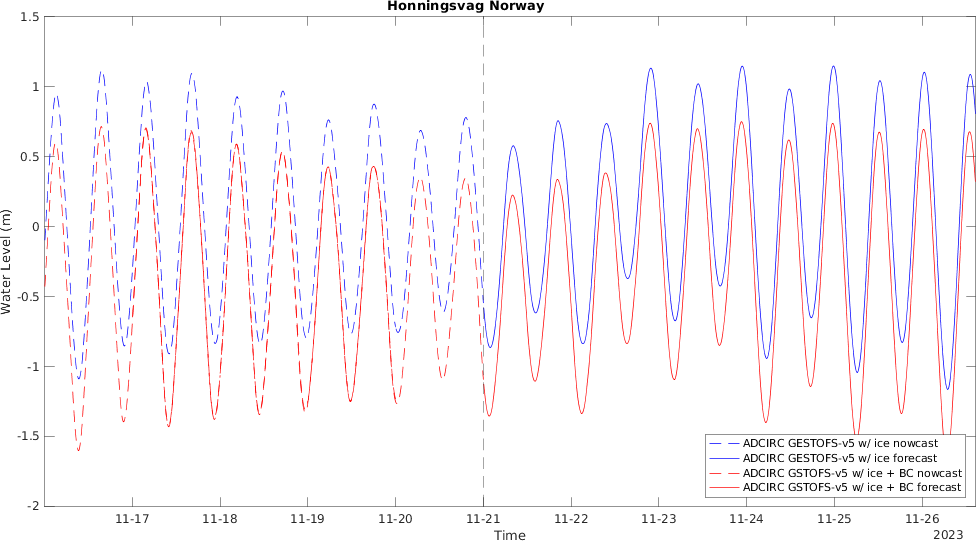 Honningsvag Norway
1.5
1
0.5
0
-0.5
-1
-1.5
-2
Water Level (m)
11-17
11-18
11-19
11-20
11-21
11-22
11-23
11-24
11-25
11-26
Time
2023
ADCIRC GESTOFS-v5 w/ ice nowcast
ADCIRC GESTOFS-v5 w/ ice forecast
ADCIRC GSTOFS-v5 w/ ice + BC nowcast
ADCIRC GSTOFS-v5 w/ ice + BC forecast